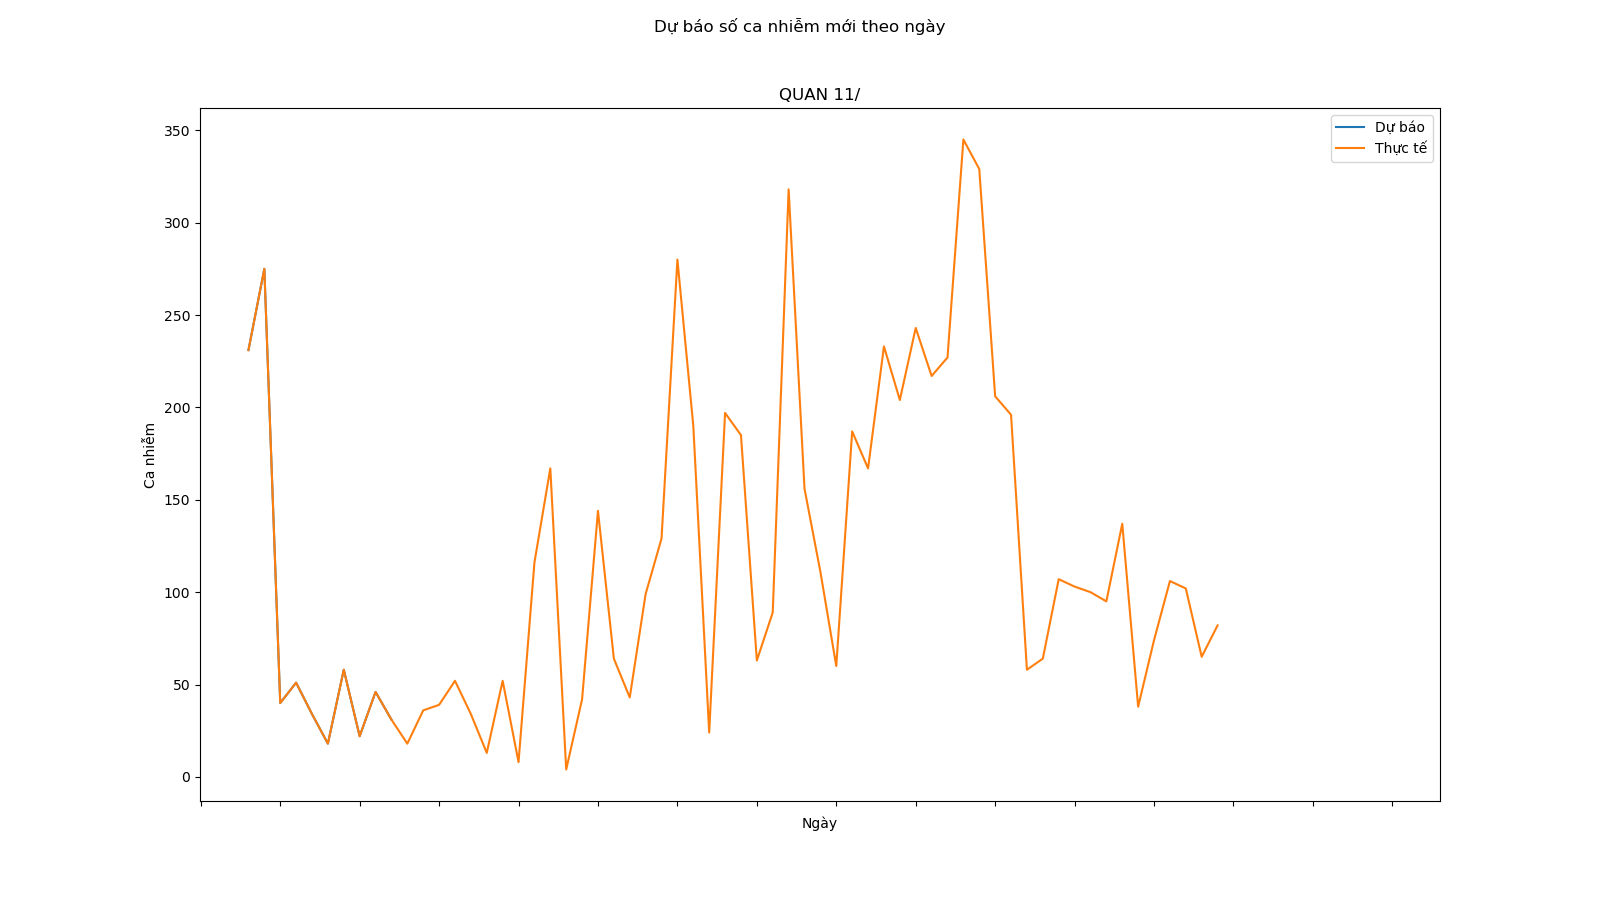 Dự báo số ca nhiễm mới theo ngày
QUAN 11/
Dự báo
Thực tế
350
300
250
200
150
100
50
0
Ca nhiễm
Ngày